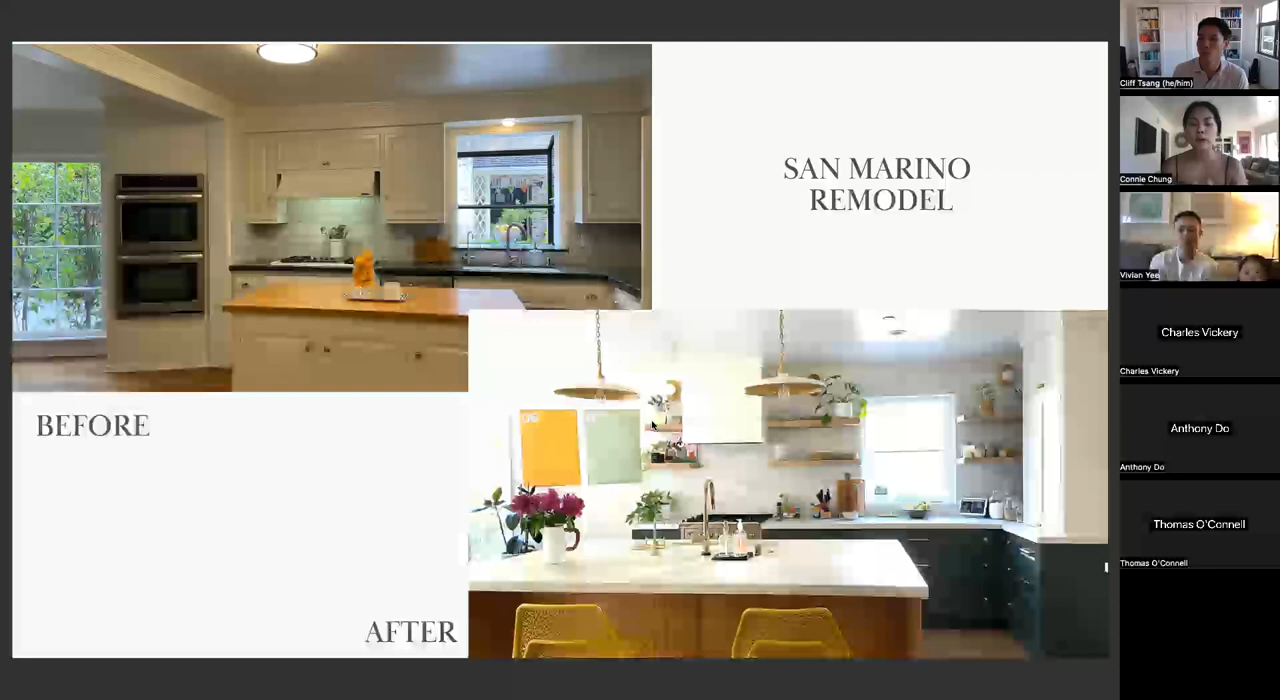 SAN MARINO
REMODEL
BEFORE
AFTER
Cliff Tsang (he/him)
Connie Chung
Vivian Yee
Charles Vickery
Charles Vickery
Anthony Do
Anthony Do
Thomas O'Connell
Thomas O'Connell